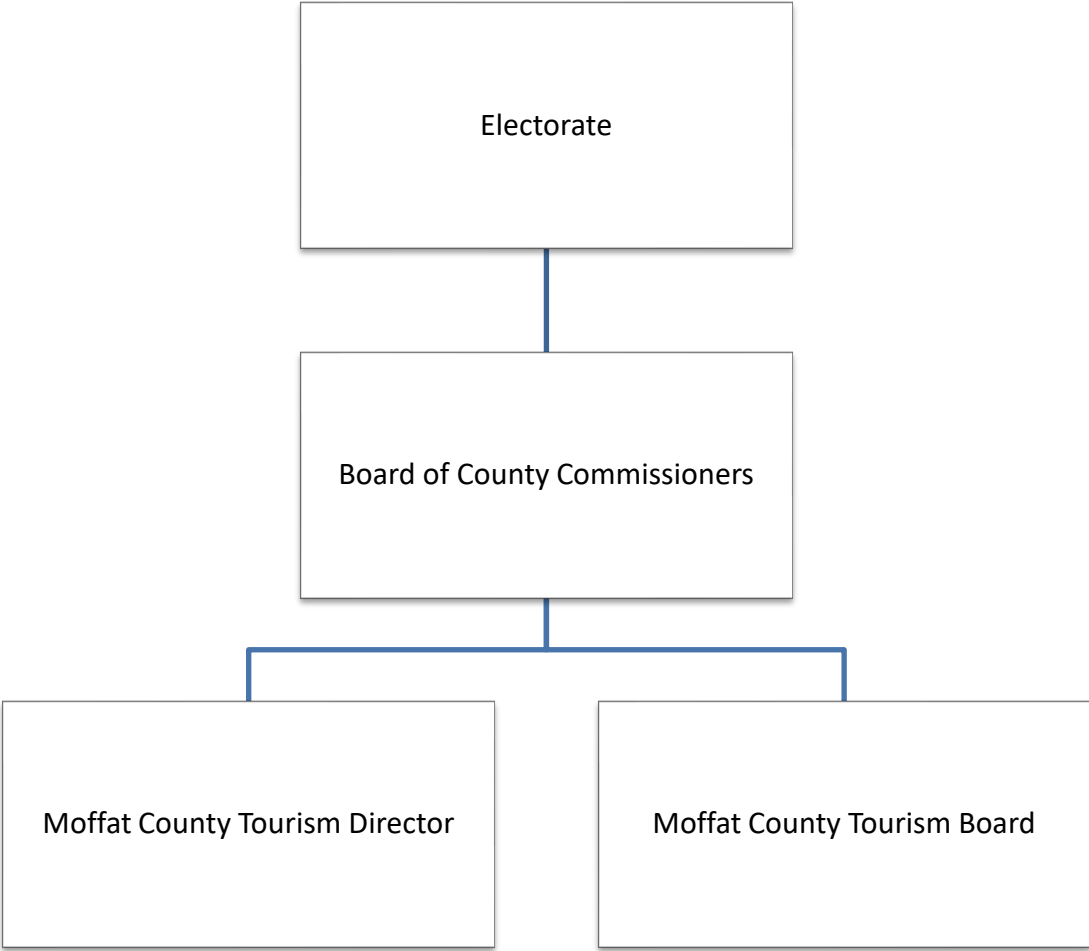 Electorate
Board of County Commissioners
Moffat County Tourism Director
Moffat County Tourism Board